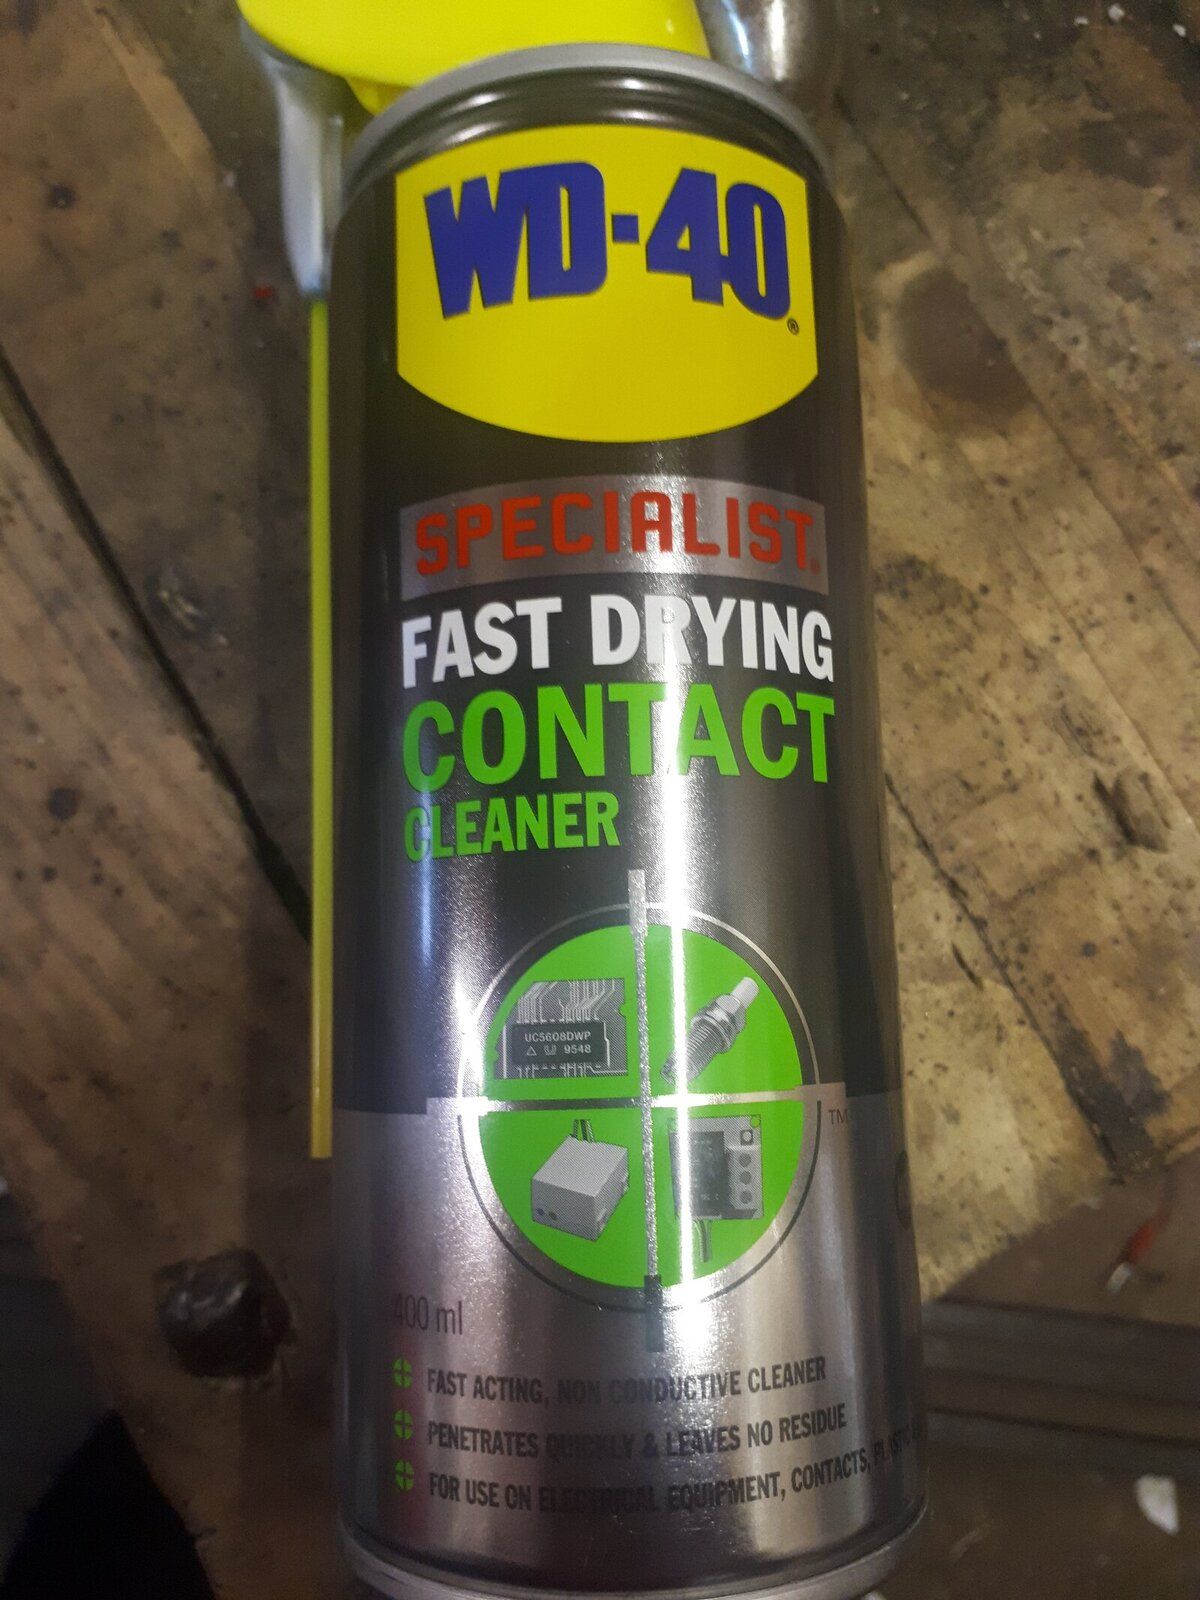 WD-40®
SPECIALIST®
FAST DRYING
CONTACT
CLEANER
UC5608DWP
9548
TM
400 ml
FAST ACTING, NON CONDUCTIVE CLEANER
PENETRATES QUICKLY & LEAVES NO RESIDUE
FOR USE ON ELECTRICAL EQUIPMENT, CONTACTS,